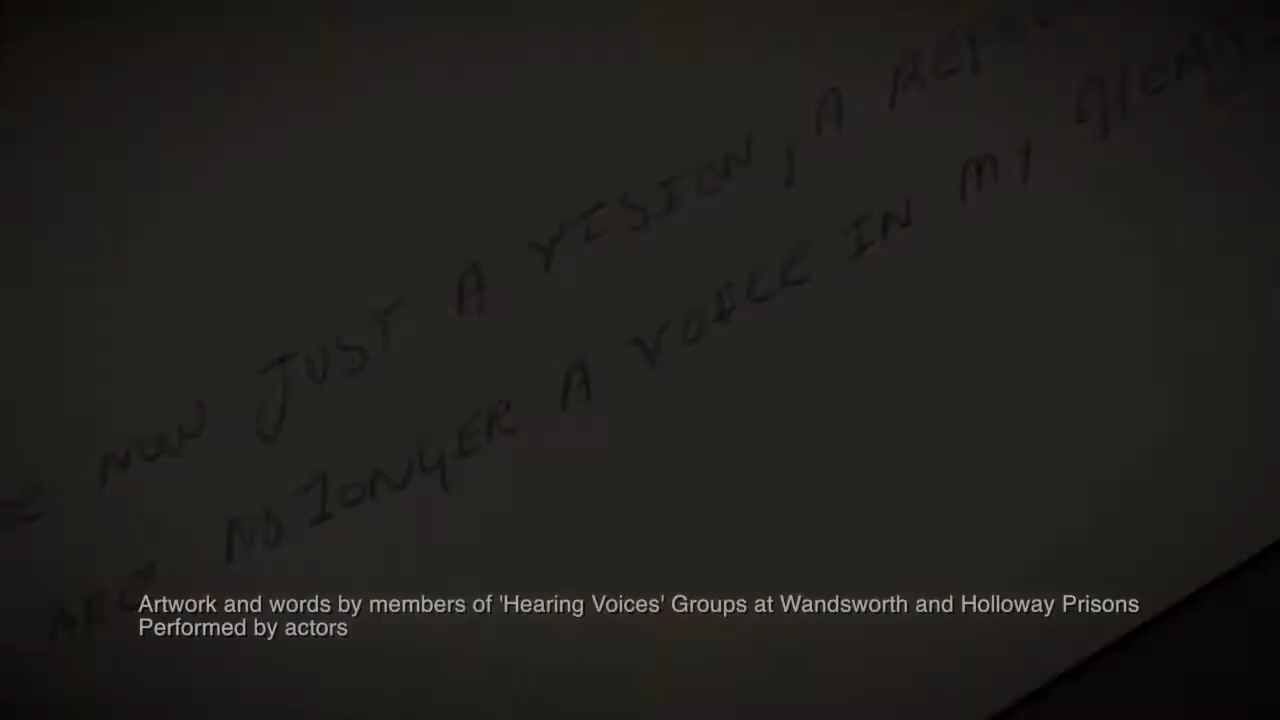 NOW JUST A VISION, A
ARE NO LONGER A VOICE IN MY HEAD.
Artwork and words by members of 'Hearing Voices' Groups at Wandsworth and Holloway Prisons
Performed by actors